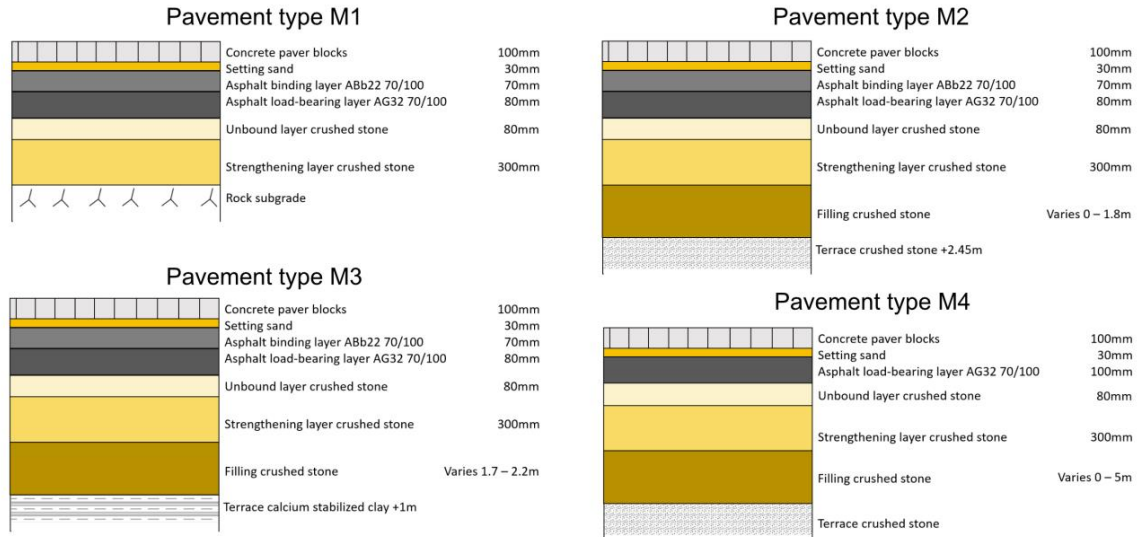 Pavement type M1
Concrete paver blocks 100mm
Setting sand 30mm
Asphalt binding layer ABb22 70/100 70mm
Asphalt load-bearing layer AG32 70/100 80mm
Unbound layer crushed stone 80mm
Strengthening layer crushed stone 300mm
Rock subgrade
Pavement type M2
Concrete paver blocks 100mm
Setting sand 30mm
Asphalt binding layer ABb22 70/100 70mm
Asphalt load-bearing layer AG32 70/100 80mm
Unbound layer crushed stone 80mm
Strengthening layer crushed stone 300mm
Filling crushed stone Varies 0 – 1.8m
Terrace crushed stone +2.45m
Pavement type M3
Concrete paver blocks 100mm
Setting sand 30mm
Asphalt binding layer ABb22 70/100 70mm
Asphalt load-bearing layer AG32 70/100 80mm
Unbound layer crushed stone 80mm
Strengthening layer crushed stone 300mm
Filling crushed stone Varies 1.7 – 2.2m
Terrace calcium stabilized clay +1m
Pavement type M4
Concrete paver blocks 100mm
Setting sand 30mm
Asphalt load-bearing layer AG32 70/100 100mm
Unbound layer crushed stone 80mm
Strengthening layer crushed stone 300mm
Filling crushed stone Varies 0 – 5m
Terrace crushed stone